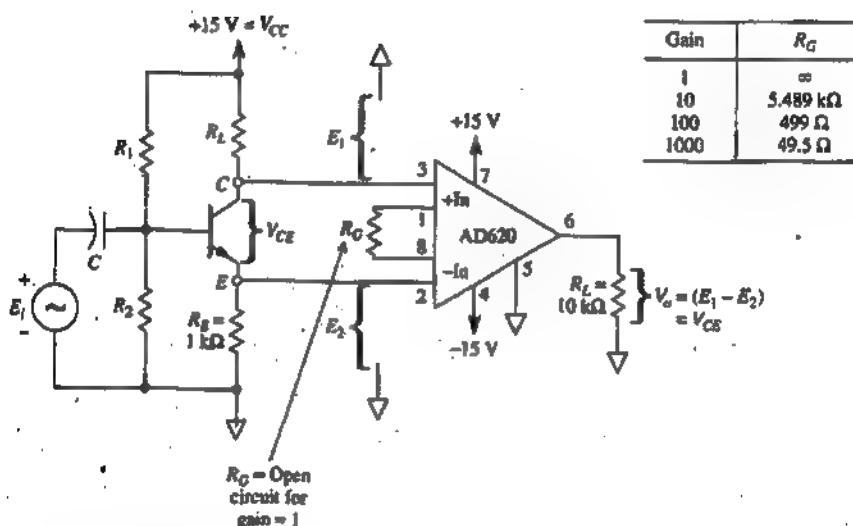 +15 V = V_CC
Gain R_G
1 ∞
10 5.489 kΩ
100 499 Ω
1000 49.5 Ω
R_1
R_L
E_1
+15 V
C
3
7
+In
V_CE
R_G
1
8
AD620
6
C
-In
5
E
2
4
E_i
+
-
R_2
R_E =
1 kΩ
E_2
-15 V
R_L =
10 kΩ
V_o = (E_1 - E_2)
= V_CE
R_G = Open
circuit for
gain = 1